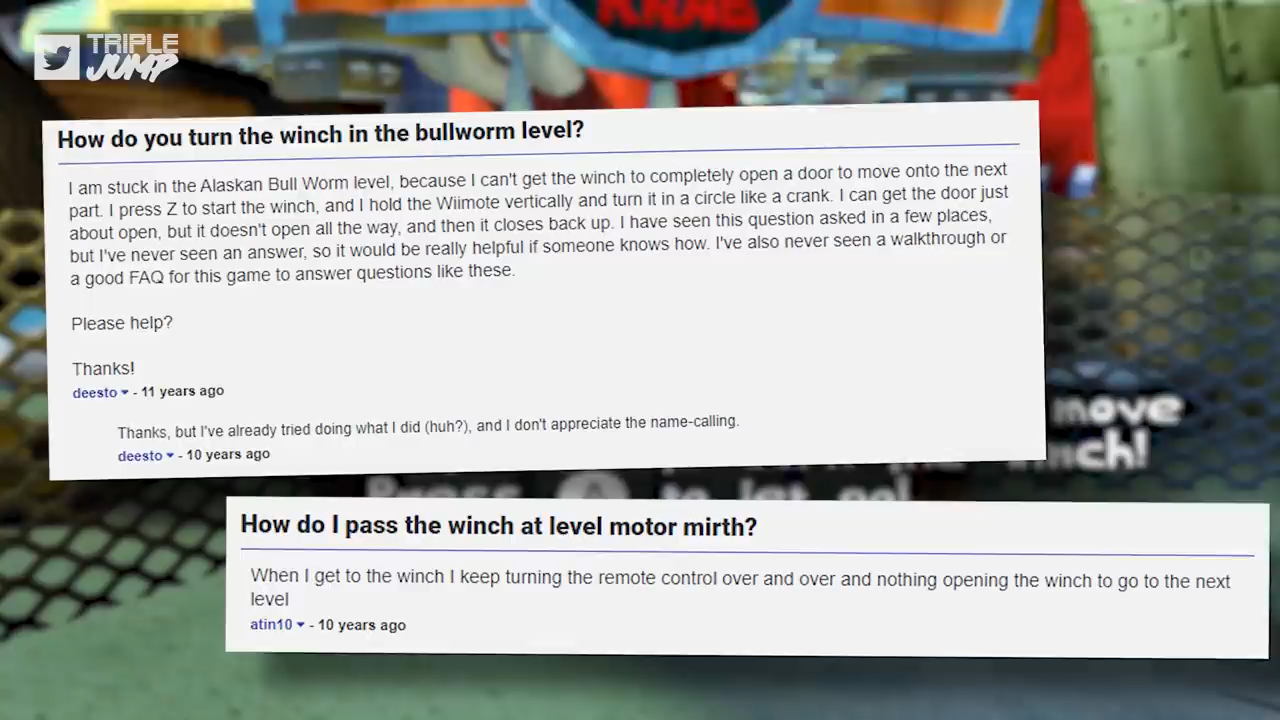 KRAB
TRIPLE
JUMP
How do you turn the winch in the bullworm level?
I am stuck in the Alaskan Bull Worm level, because I can't get the winch to completely open a door to move onto the next
part. I press Z to start the winch, and I hold the Wiimote vertically and turn it in a circle like a crank. I can get the door just
about open, but it doesn't open all the way, and then it closes back up. I have seen this question asked in a few places,
but I've never seen an answer, so it would be really helpful if someone knows how. I've also never seen a walkthrough or
a good FAQ for this game to answer questions like these.
Please help?
Thanks!
deesto - 11 years ago
Thanks, but I've already tried doing what I did (huh?), and I don't appreciate the name-calling.
deesto - 10 years ago
move
winch!
Press to let go!
How do I pass the winch at level motor mirth?
When I get to the winch I keep turning the remote control over and over and nothing opening the winch to go to the next
level
atin10 - 10 years ago